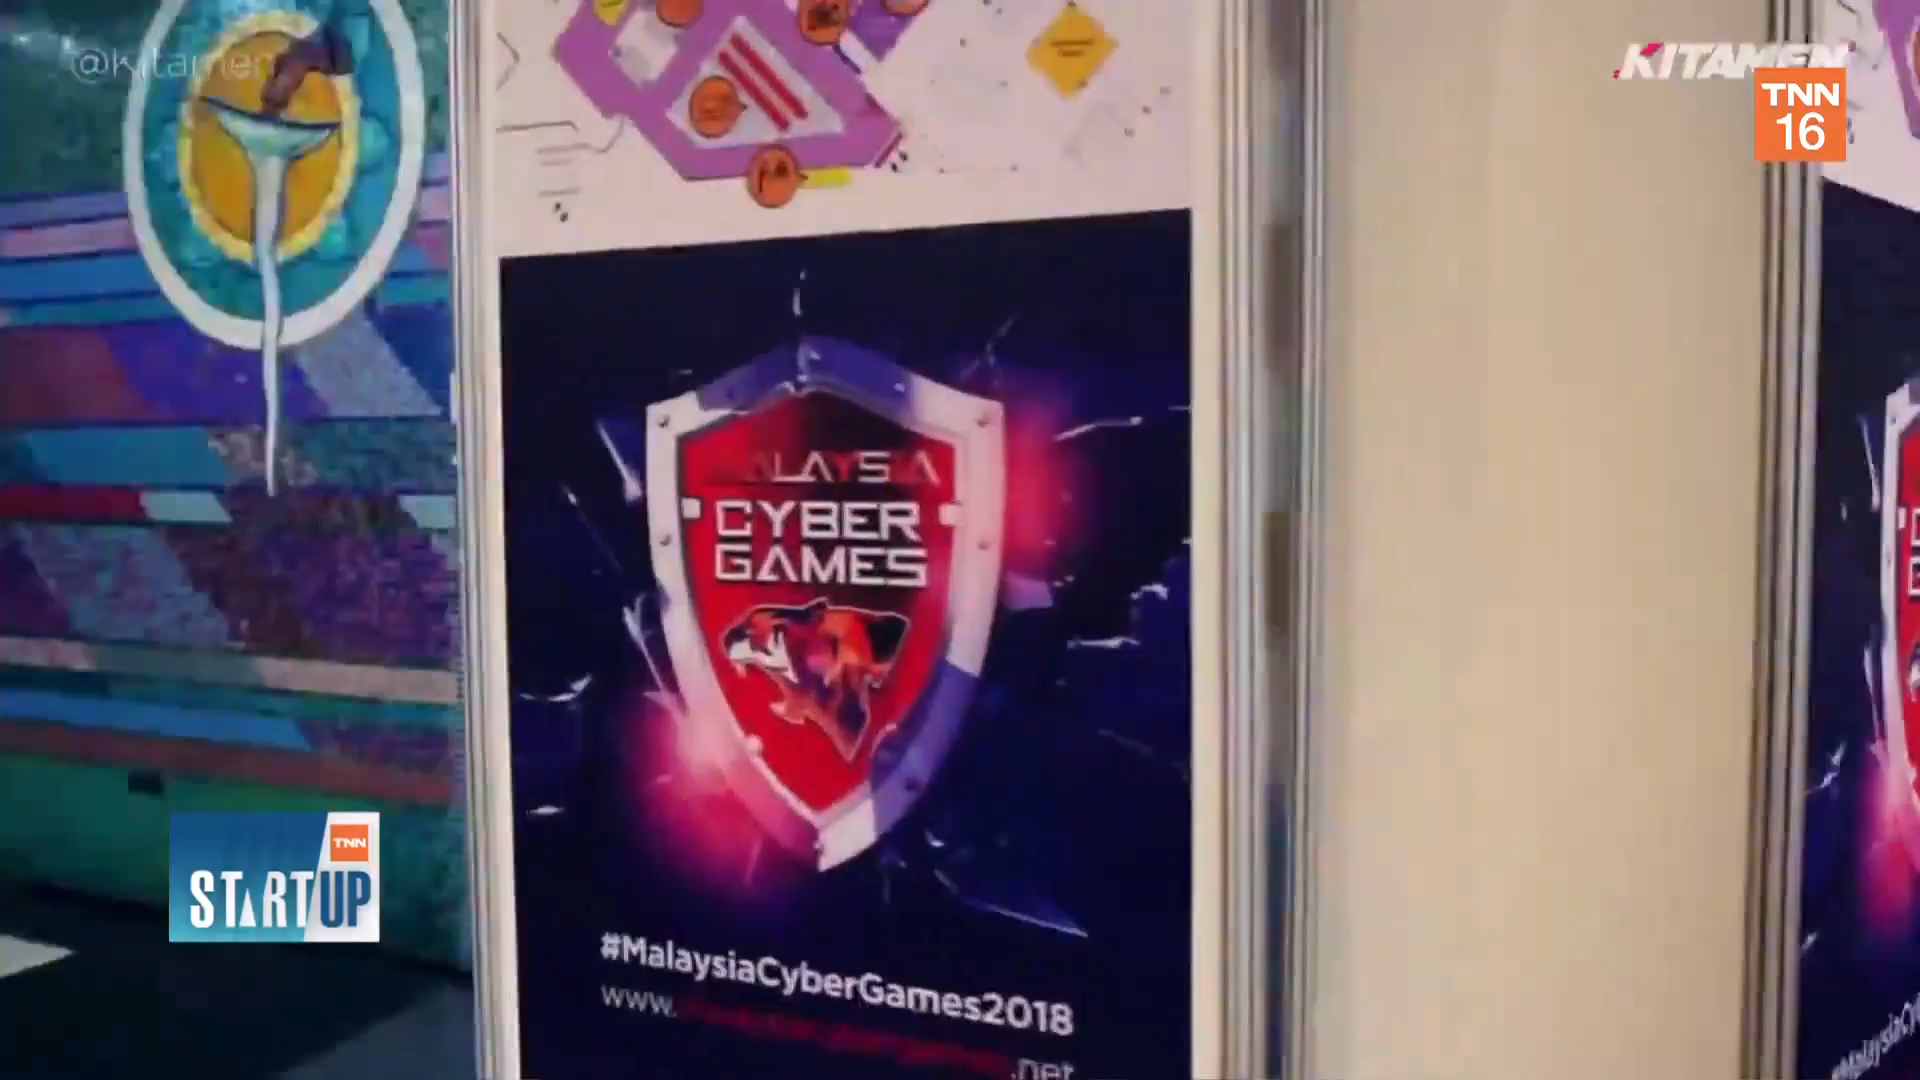 @kitamen
KITAMEN
TNN
16
MALAYSIA
CYBER
GAMES
TNN
STARTUP
#MalaysiaCyberGames2018
www.
.net